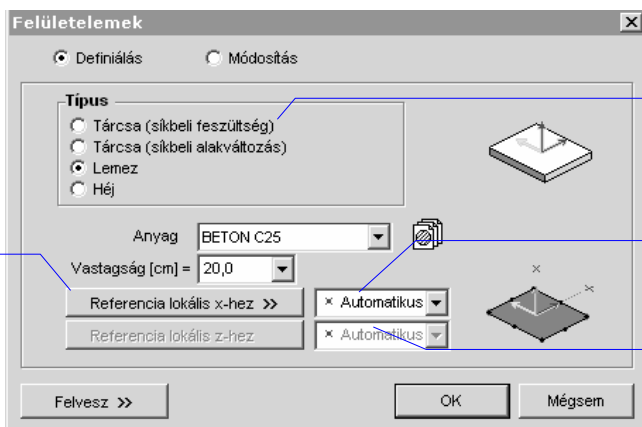 Felületelemek
Definiálás Módosítás
Típus
Tárcsa (síkbeli feszültség)
Tárcsa (síkbeli alakváltozás)
Lemez
Héj
Anyag BETON C25
Vastagság [cm] = 20,0
Referencia lokális x-hez >> × Automatikus
Referencia lokális z-hez × Automatikus
x
x
Felvesz >> OK Mégsem